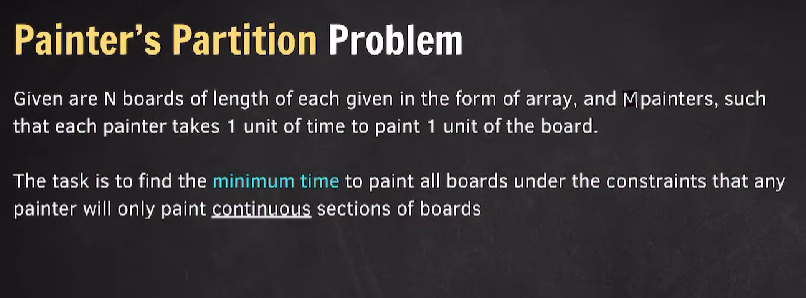 Painter's Partition Problem
Given are N boards of length of each given in the form of array, and M painters, such
that each painter takes 1 unit of time to paint 1 unit of the board.
The task is to find the minimum time to paint all boards under the constraints that any
painter will only paint continuous sections of boards